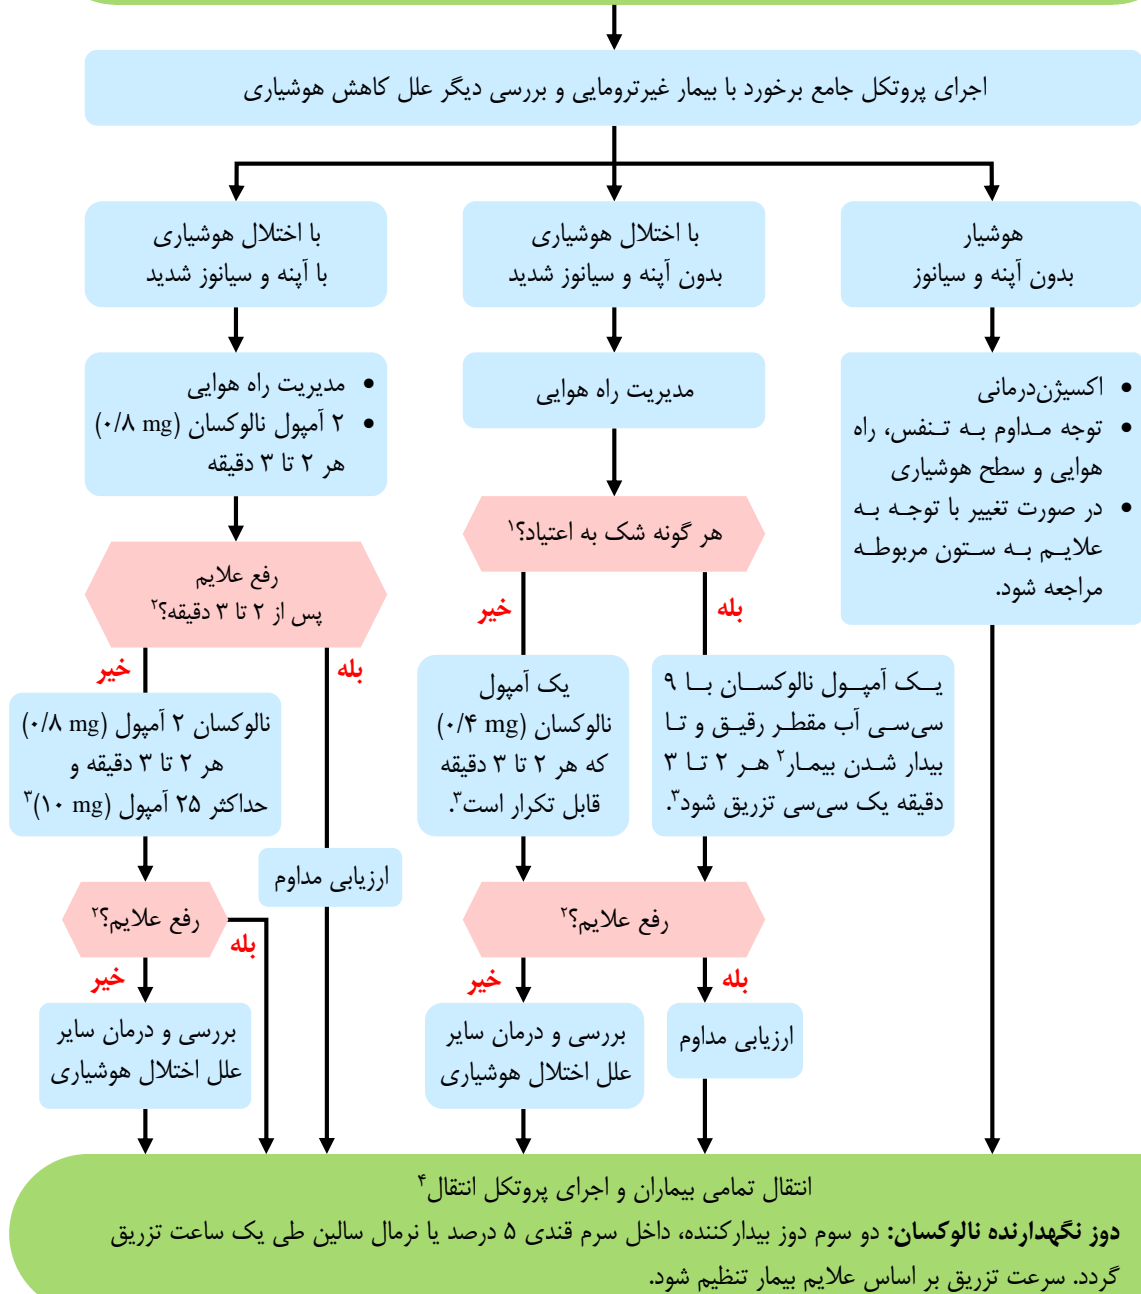 اجرای پروتکل جامع برخورد با بیمار غیرترومایی و بررسی دیگر علل کاهش هوشیاری
هوشیار
بدون آپنه و سیانوز
با اختلال هوشیاری
بدون آپنه و سیانوز شدید
با اختلال هوشیاری
با آپنه و سیانوز شدید
• اکسیژن‌درمانی
• توجه مداوم به تنفس، راه
هوایی و سطح هوشیاری
• در صورت تغییر با توجه به
علایم به ستون مربوطه
مراجعه شود.
مدیریت راه هوایی
• مدیریت راه هوایی
• ۲ آمپول نالوکسان (۰/۸ mg)
هر ۲ تا ۳ دقیقه
هر گونه شک به اعتیاد؟۱
بله
خیر
رفع علایم
پس از ۲ تا ۳ دقیقه؟۲
بله
خیر
یک آمپول نالوکسان با ۹
سی‌سی آب مقطر رقیق و تا
بیدار شدن بیمار۲ هر ۲ تا ۳
دقیقه یک سی‌سی تزریق شود۳.
یک آمپول
نالوکسان (۰/۴ mg)
که هر ۲ تا ۳ دقیقه
قابل تکرار است۳.
نالوکسان ۲ آمپول (۰/۸ mg)
هر ۲ تا ۳ دقیقه و
حداکثر ۲۵ آمپول (۱۰ mg)۳
ارزیابی مداوم
رفع علایم؟۲
بله
خیر
رفع علایم؟۲
بله
خیر
ارزیابی مداوم
بررسی و درمان سایر
علل اختلال هوشیاری
بررسی و درمان سایر
علل اختلال هوشیاری
انتقال تمامی بیماران و اجرای پروتکل انتقال۴
دوز نگهدارنده نالوکسان: دو سوم دوز بیدارکننده، داخل سرم قندی ۵ درصد یا نرمال سالین طی یک ساعت تزریق
گردد. سرعت تزریق بر اساس علایم بیمار تنظیم شود.